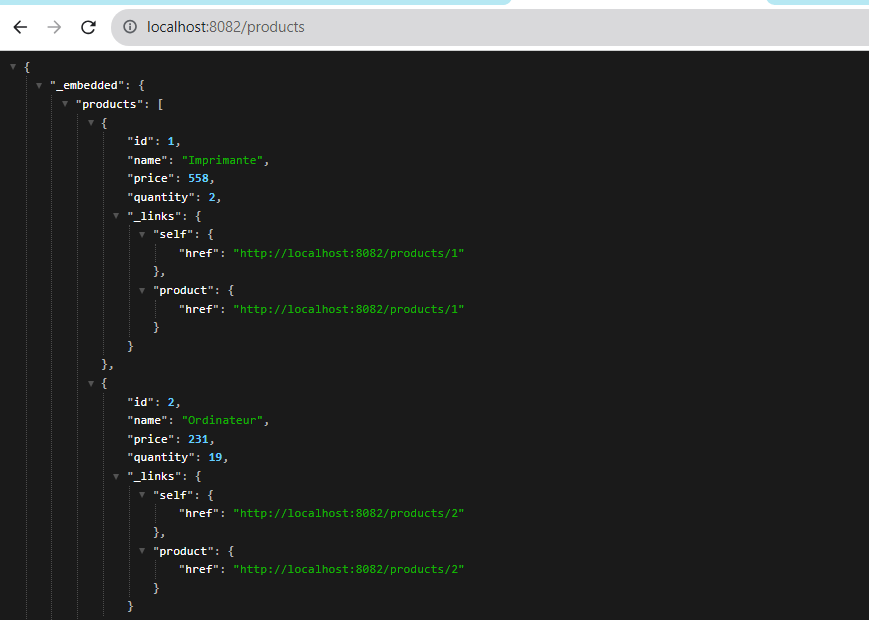 localhost:8082/products
{
"_embedded": {
"products": [
{
"id": 1,
"name": "Imprimante",
"price": 558,
"quantity": 2,
"_links": {
"self": {
"href": "http://localhost:8082/products/1"
},
"product": {
"href": "http://localhost:8082/products/1"
}
}
},
{
"id": 2,
"name": "Ordinateur",
"price": 231,
"quantity": 19,
"_links": {
"self": {
"href": "http://localhost:8082/products/2"
},
"product": {
"href": "http://localhost:8082/products/2"
}
}